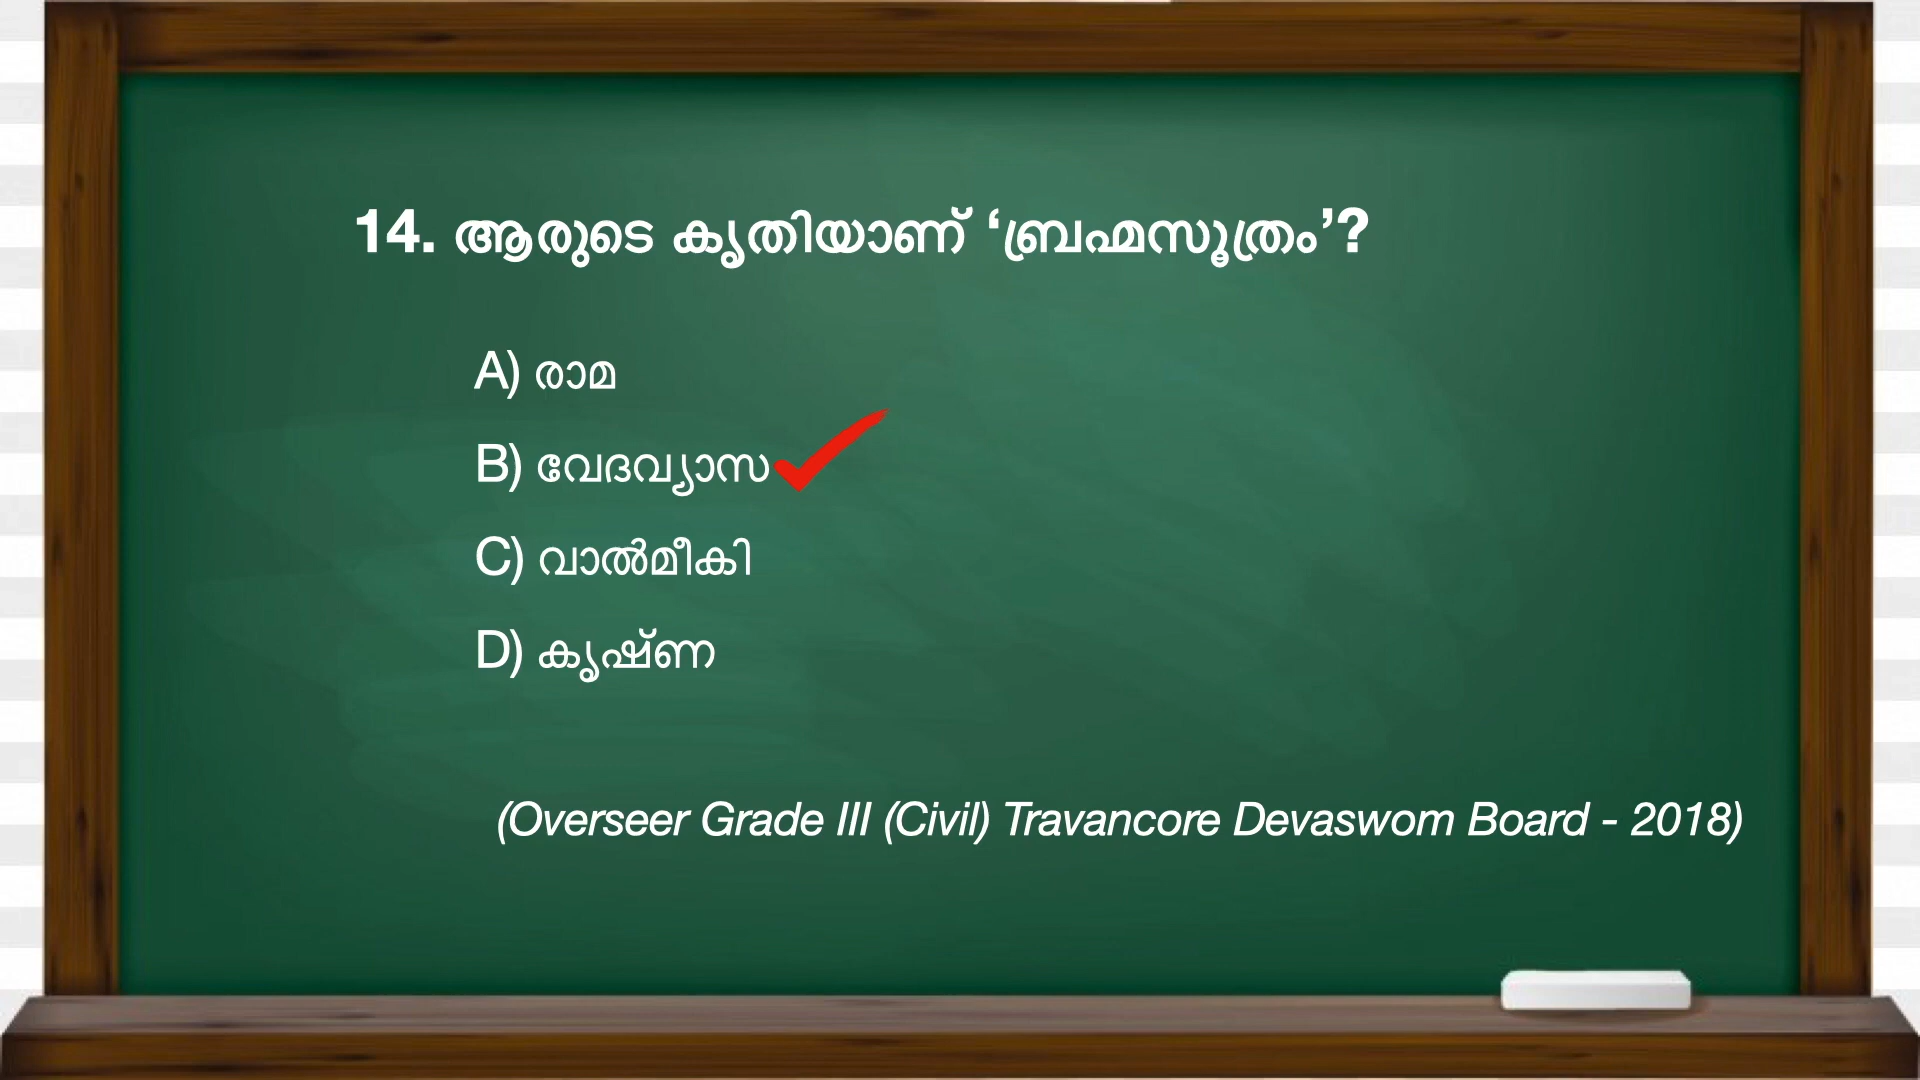 14. ആരുടെ കൃതിയാണ് ‘ബ്രഹ്മസൂത്രം’?
A) രാമ
B) വേദവ്യാസ
C) വാൽമീകി
D) കൃഷ്ണ
(Overseer Grade III (Civil) Travancore Devaswom Board - 2018)